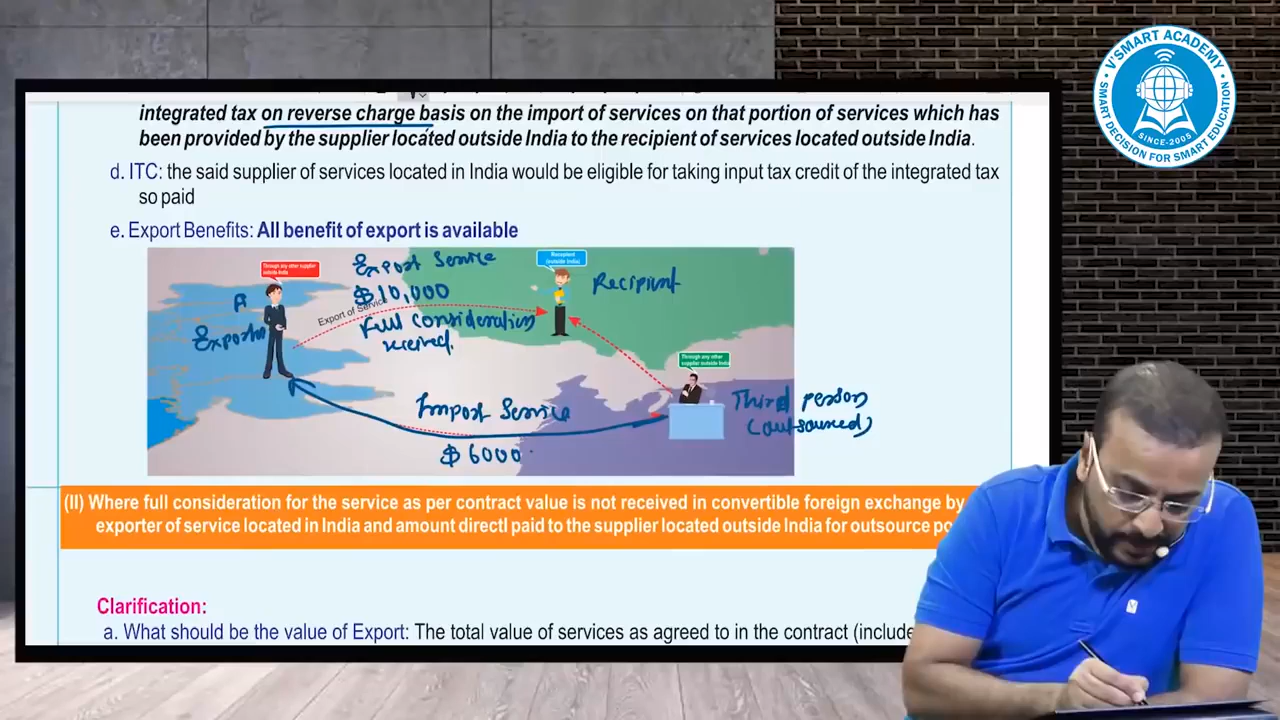 integrated tax on reverse charge basis on the import of services on that portion of services which has
been provided by the supplier located outside India to the recipient of services located outside India.
d. ITC: the said supplier of services located in India would be eligible for taking input tax credit of the integrated tax
so paid
e. Export Benefits: All benefit of export is available
Through any other supplier
outside India
Export Service
$10,000
Export of Service
Full Consideration
received.
A
Exporter
Recipient
(outside India)
Recipient
Through any other
supplier outside India
Import Service
$6000
Third person
(outsourced)
(II) Where full consideration for the service as per contract value is not received in convertible foreign exchange by
exporter of service located in India and amount directl paid to the supplier located outside India for outsource po
Clarification:
a. What should be the value of Export: The total value of services as agreed to in the contract (include
V'SMART ACADEMY
SINCE-2005
SMART DECISION FOR SMART EDUCATION